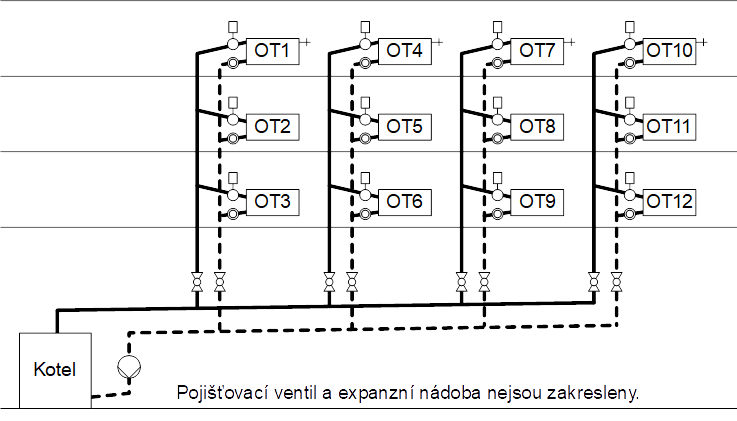 OT1 OT4 OT7 OT10
OT2 OT5 OT8 OT11
OT3 OT6 OT9 OT12
Kotel
Pojišťovací ventil a expanzní nádoba nejsou zakresleny.